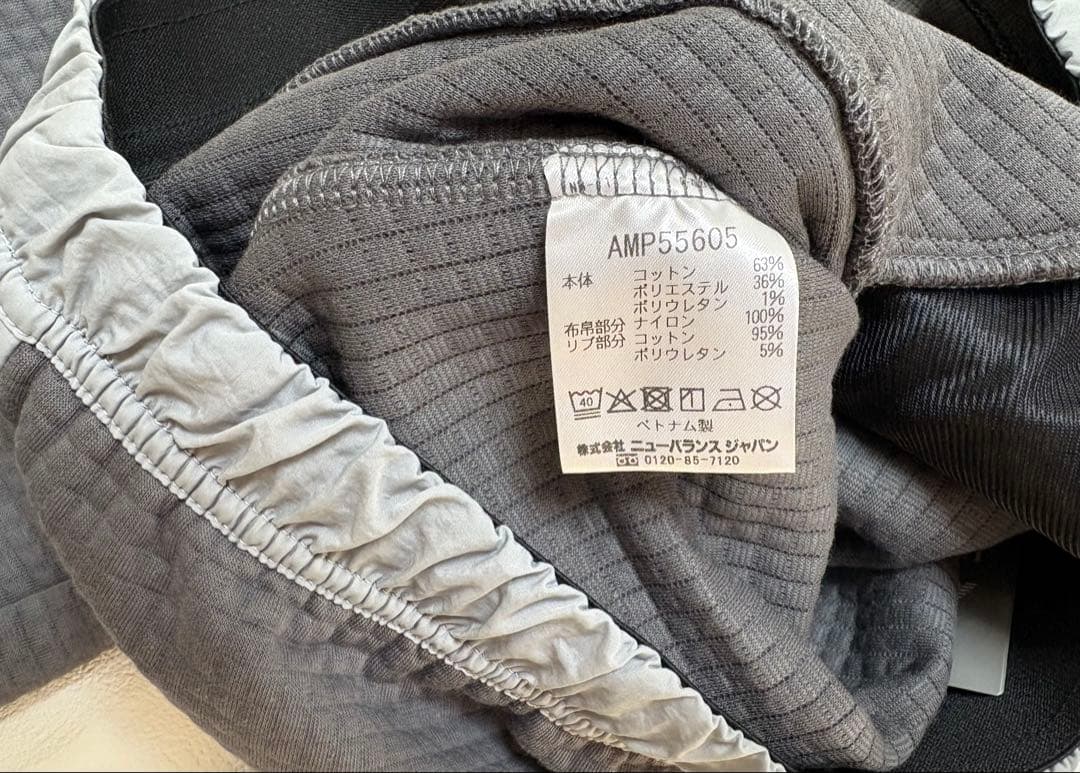 AMP55605
本体 コットン 63%
ポリエステル 36%
ポリウレタン 1%
布帛部分 ナイロン 100%
リブ部分 コットン 95%
ポリウレタン 5%
40
ベトナム製
株式会社 ニューバランス ジャパン
0120-85-7120